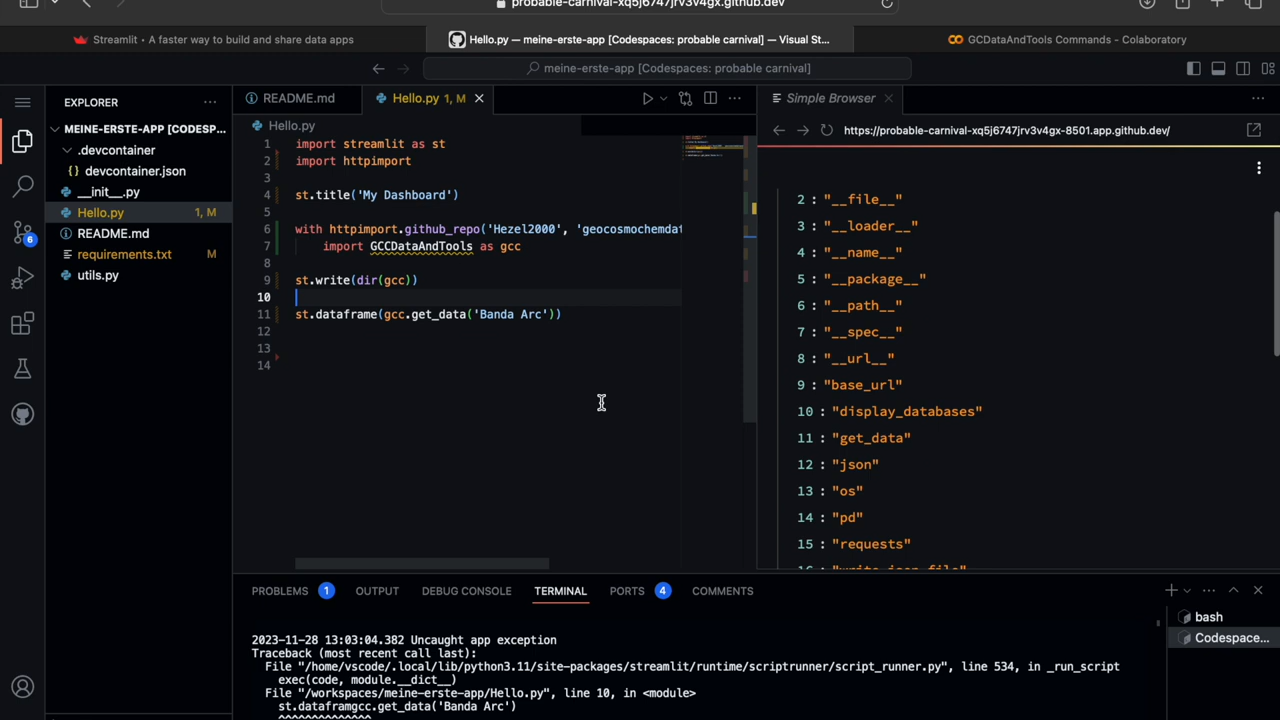 probable-carnival-xq5j6747jrv3v4gx.github.dev
Streamlit • A faster way to build and share data apps
Hello.py — meine-erste-app [Codespaces: probable carnival] — Visual St...
GCDataAndTools Commands - Colaboratory
meine-erste-app [Codespaces: probable carnival]
EXPLORER
MEINE-ERSTE-APP [CODESP...
.devcontainer
{} devcontainer.json
__init__.py
Hello.py 1, M
README.md
requirements.txt M
utils.py
6
README.md
Hello.py 1, M
Hello.py
1 import streamlit as st
2 import httpimport
3
4 st.title('My Dashboard')
5
6 with httpimport.github_repo('Hezel2000', 'geocosmochemdat
7 import GCCDataAndTools as gcc
8
9 st.write(dir(gcc))
10
11 st.dataframe(gcc.get_data('Banda Arc'))
12
13
14
Simple Browser
https://probable-carnival-xq5j6747jrv3v4gx-8501.app.github.dev/
2 : "__file__"
3 : "__loader__"
4 : "__name__"
5 : "__package__"
6 : "__path__"
7 : "__spec__"
8 : "__url__"
9 : "base_url"
10 : "display_databases"
11 : "get_data"
12 : "json"
13 : "os"
14 : "pd"
15 : "requests"
16 : "write_json_file"
PROBLEMS 1 OUTPUT DEBUG CONSOLE TERMINAL PORTS 4 COMMENTS
bash
Codespace...
2023-11-28 13:03:04.382 Uncaught app exception
Traceback (most recent call last):
File "/home/vscode/.local/lib/python3.11/site-packages/streamlit/runtime/scriptrunner/script_runner.py", line 534, in _run_script
exec(code, module.__dict__)
File "/workspaces/meine-erste-app/Hello.py", line 10, in <module>
st.dataframgcc.get_data('Banda Arc')
^^^^^^^^^^^^^^